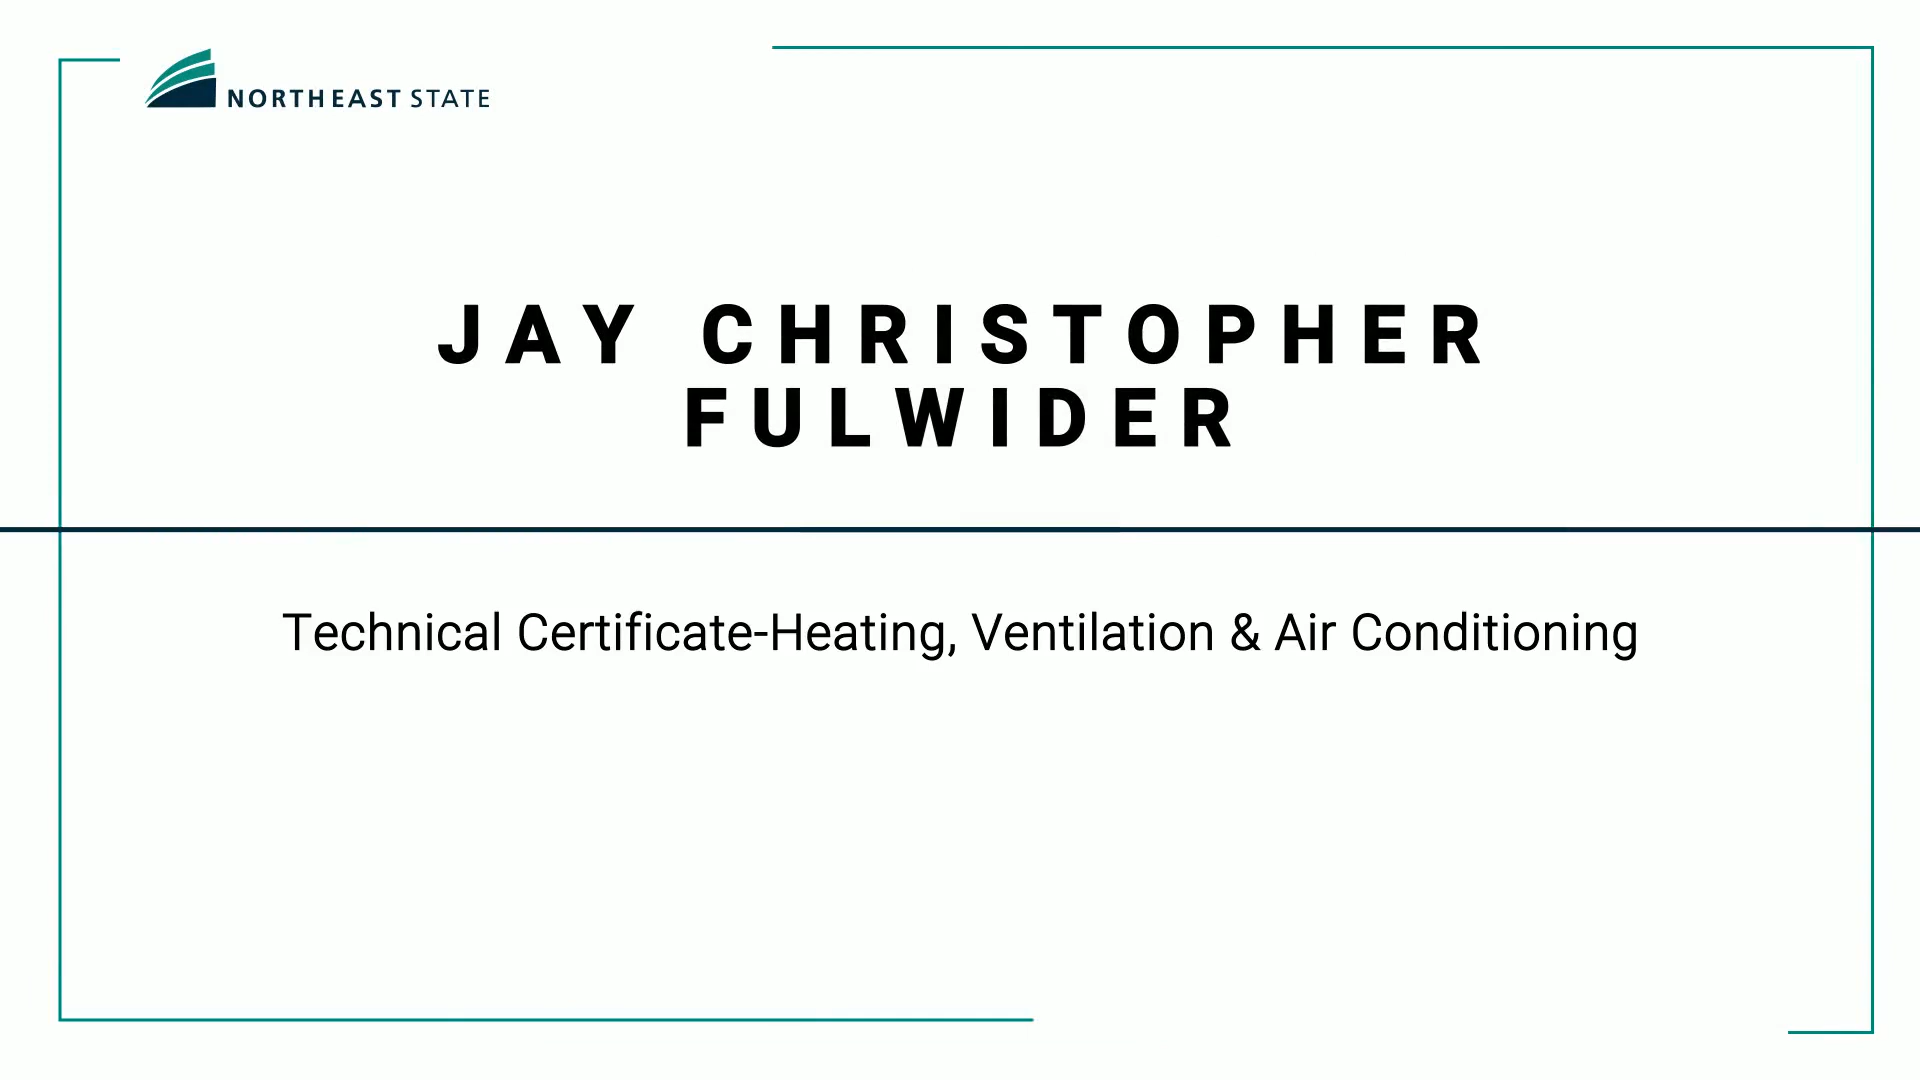 NORTHEAST STATE
JAY CHRISTOPHER
FULWIDER
Technical Certificate-Heating, Ventilation & Air Conditioning